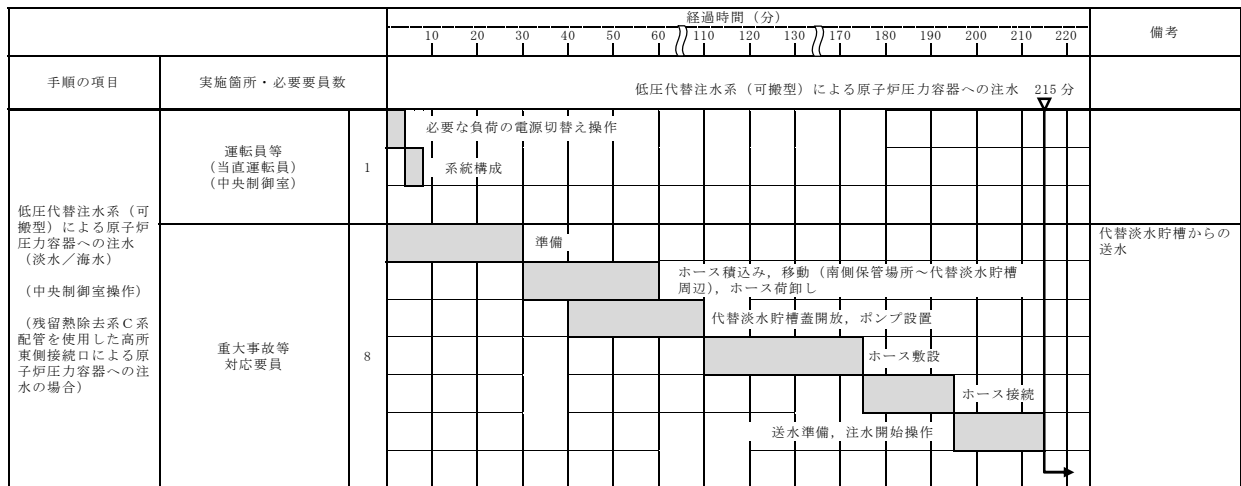 経過時間（分）
備考
10 20 30 40 50 60 110 120 130 170 180 190 200 210 220
手順の項目
実施箇所・必要要員数
低圧代替注水系（可搬型）による原子炉圧力容器への注水 215 分
低圧代替注水系（可
搬型）による原子炉
圧力容器への注水
（淡水／海水）
（中央制御室操作）
（残留熱除去系Ｃ系
配管を使用した高所
東側接続口による原
子炉圧力容器への注
水の場合）
運転員等
（当直運転員）
（中央制御室）
1
必要な負荷の電源切替え操作
系統構成
重大事故等
対応要員
8
準備
ホース積込み，移動（南側保管場所～代替淡水貯槽
周辺），ホース荷卸し
代替淡水貯槽蓋開放，ポンプ設置
ホース敷設
ホース接続
送水準備，注水開始操作
代替淡水貯槽からの
送水